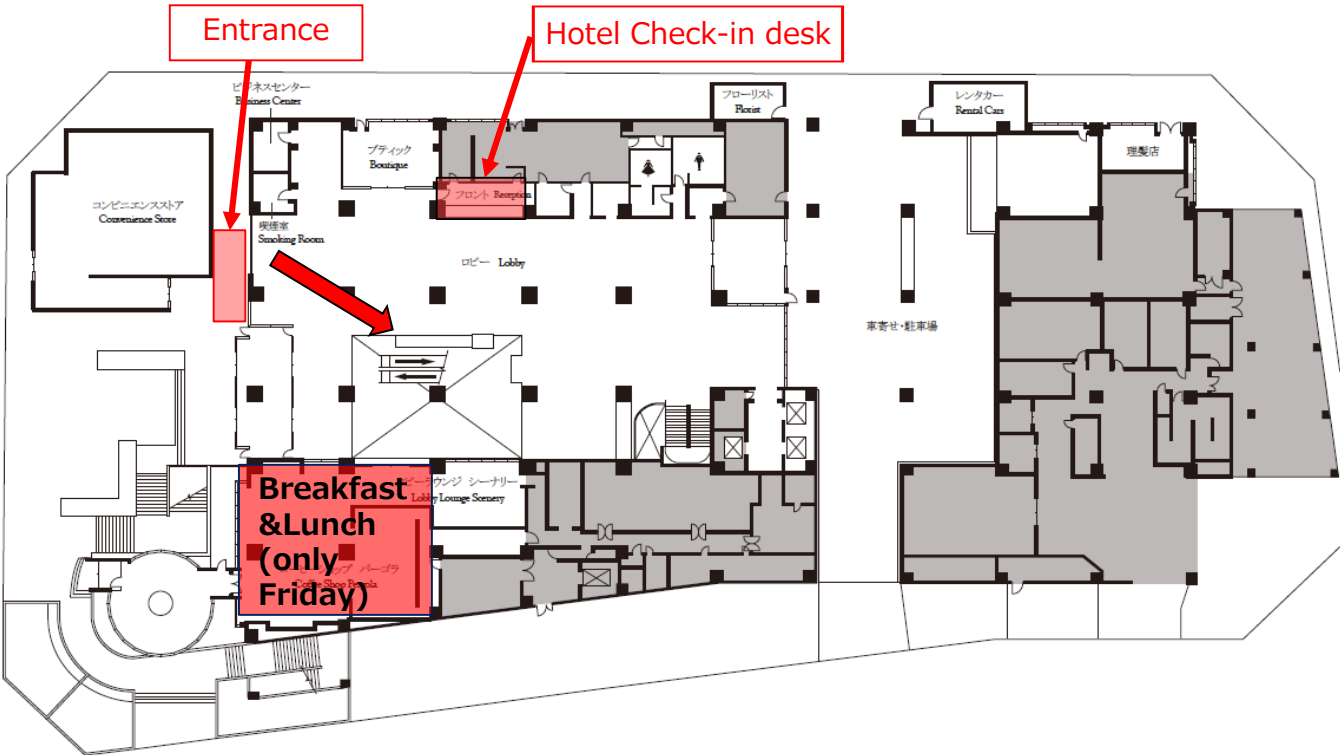 Entrance
Hotel Check-in desk
ビジネスセンター
Business Center
フローリスト
Florist
レンタカー
Rental Cars
ブティック
Boutique
理髪店
コンビニエンスストア
Convenience Store
フロント Reception
喫煙室
Smoking Room
ロビー Lobby
車寄せ・駐車場
ロビーラウンジ シーナリー
Lobby Lounge Scenery
Breakfast
&Lunch
(only
Friday)
パーゴラ
Coffee Shop Pergola